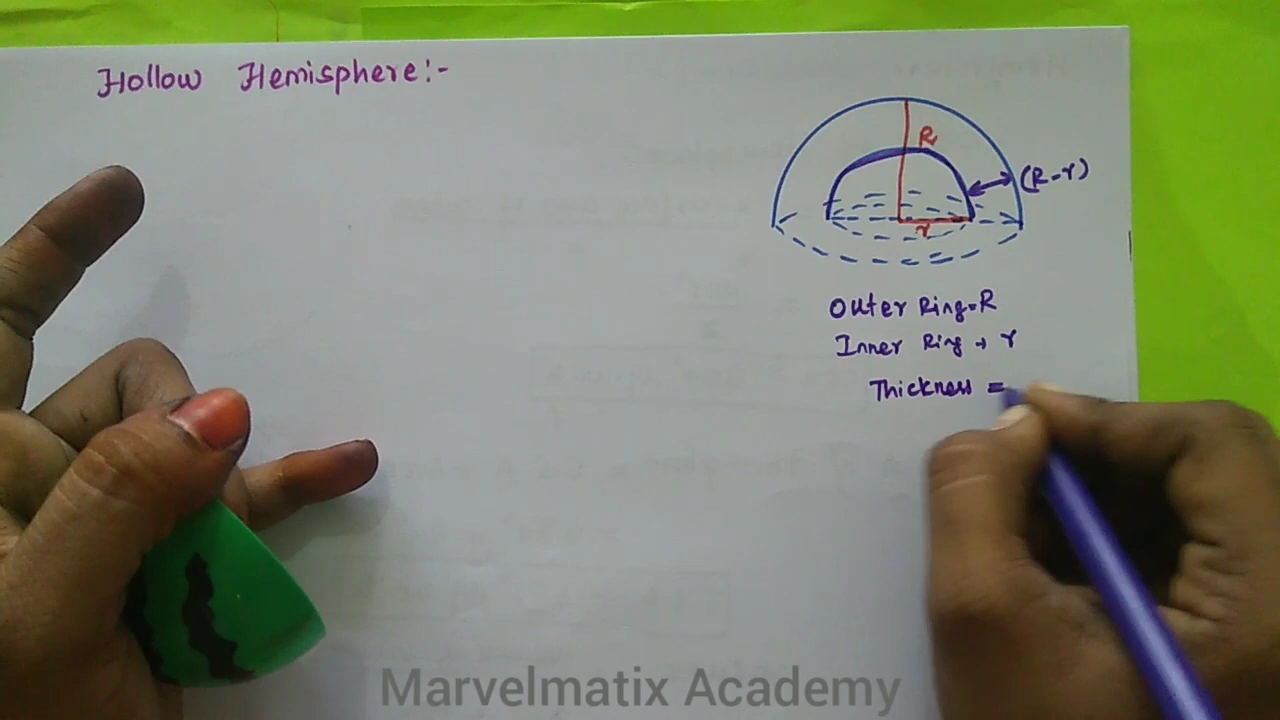 Hollow Hemisphere:-
R
(R-r)
r
Outer Ring=R
Inner Ring → r
Thickness =
Marvelmatix Academy